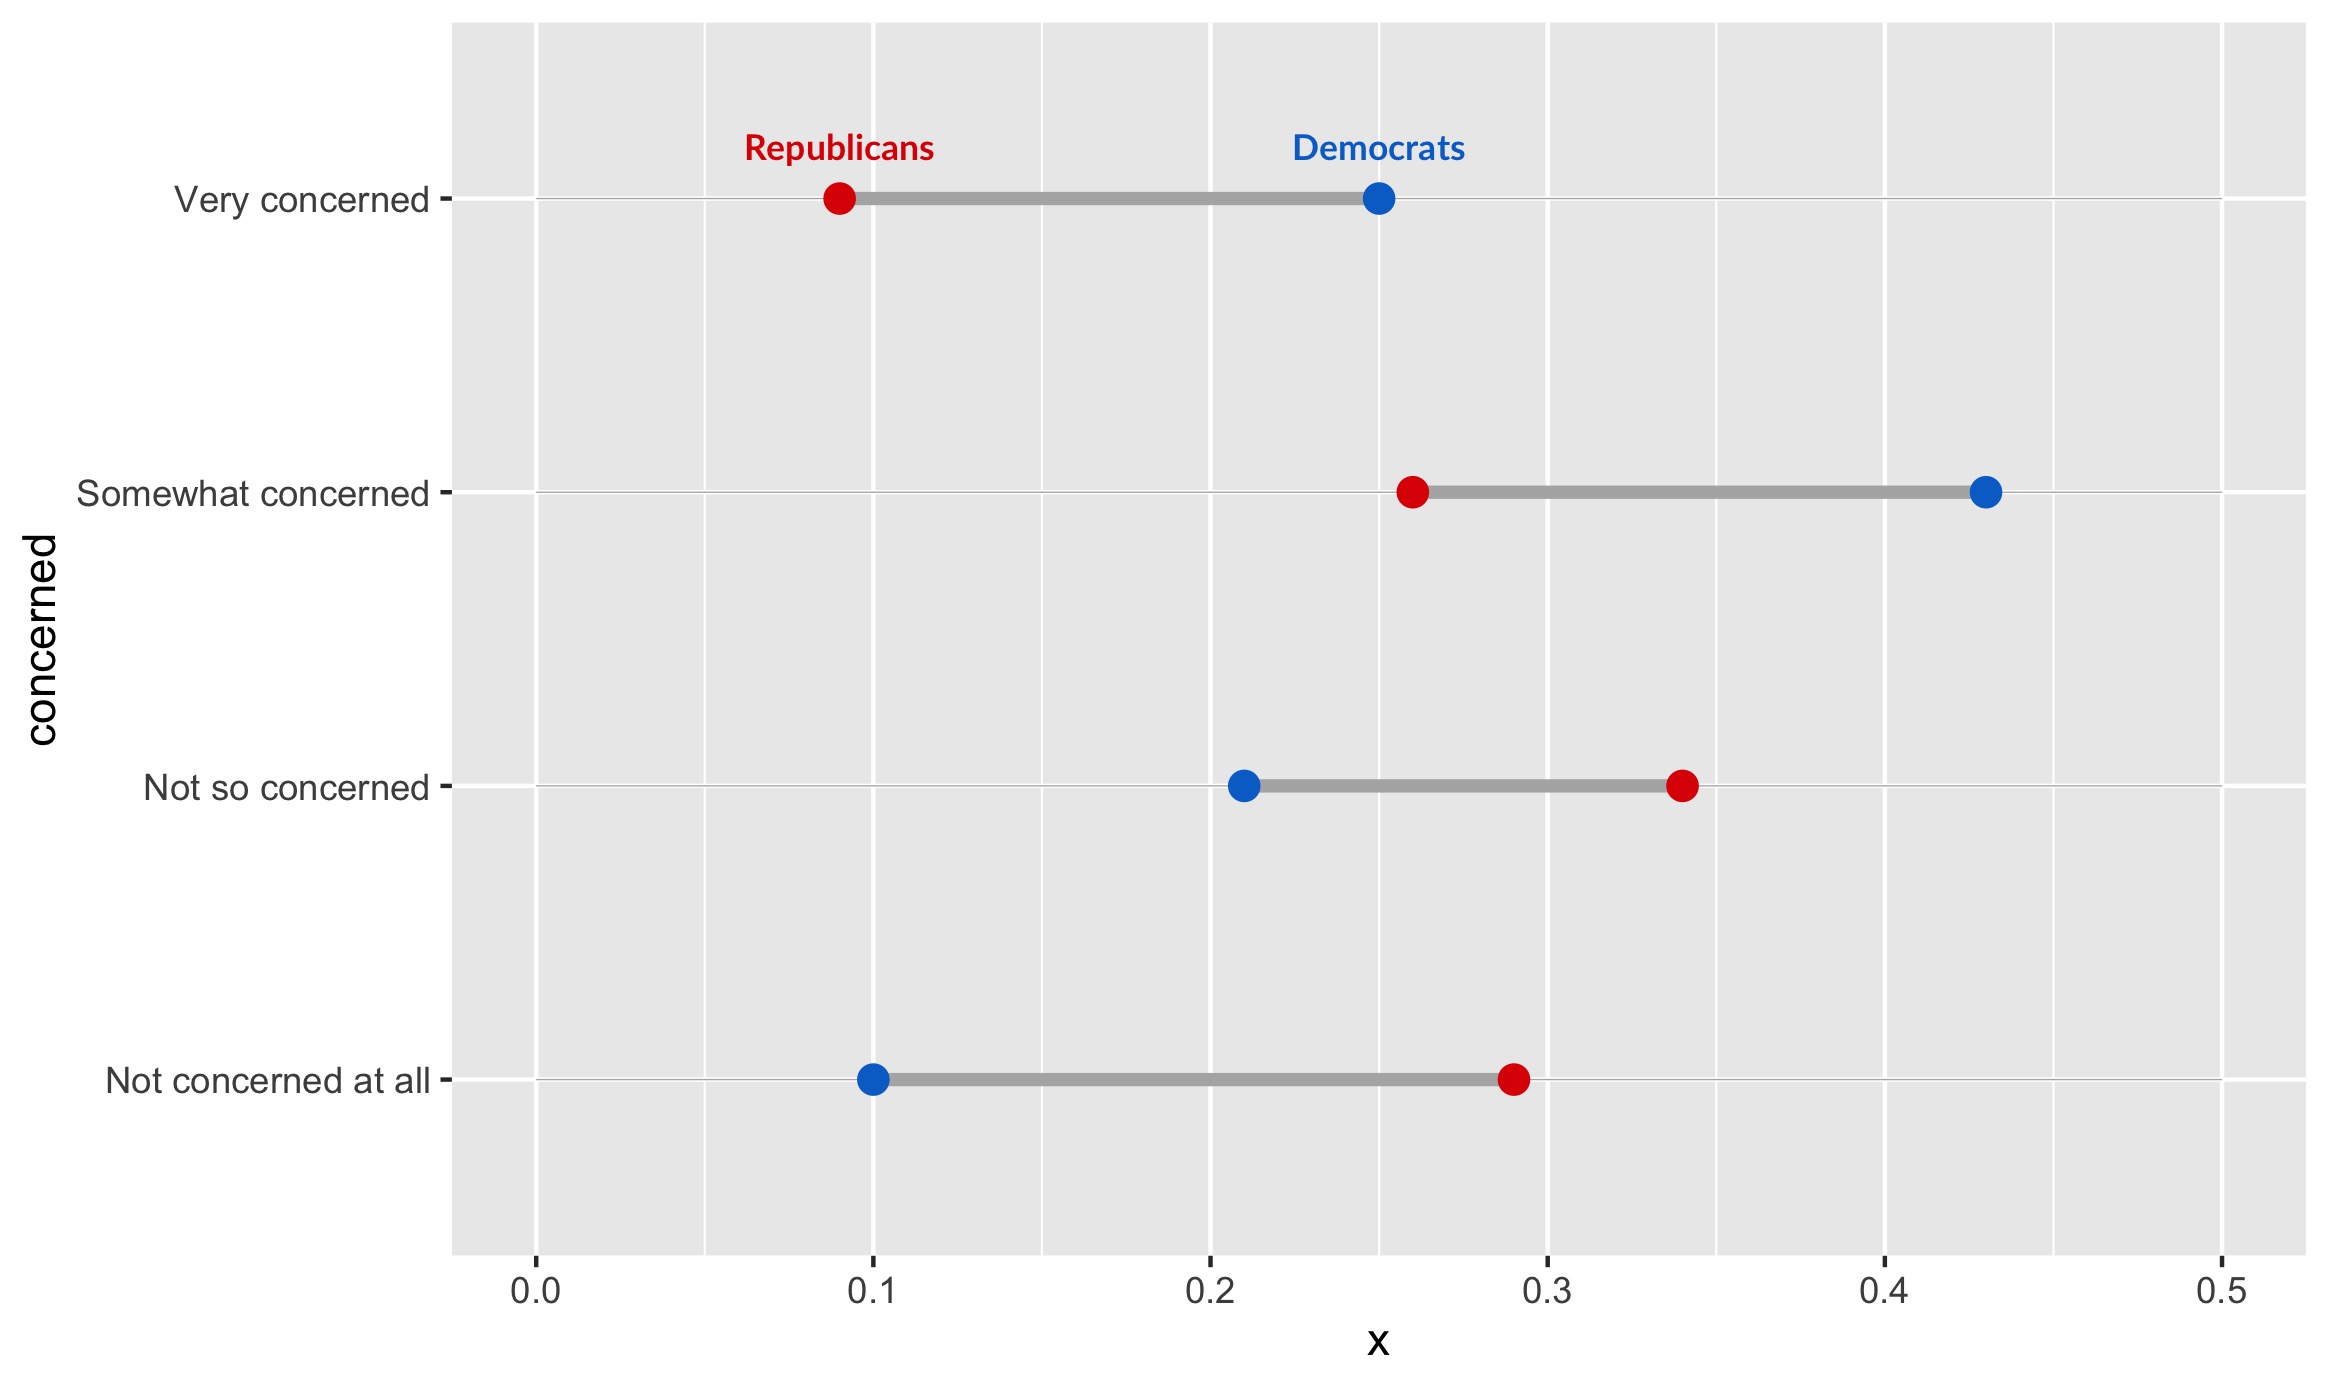 Republicans
Democrats
Very concerned
Somewhat concerned
concerned
Not so concerned
Not concerned at all
0.0
0.1
0.2
0.3
0.4
0.5
x